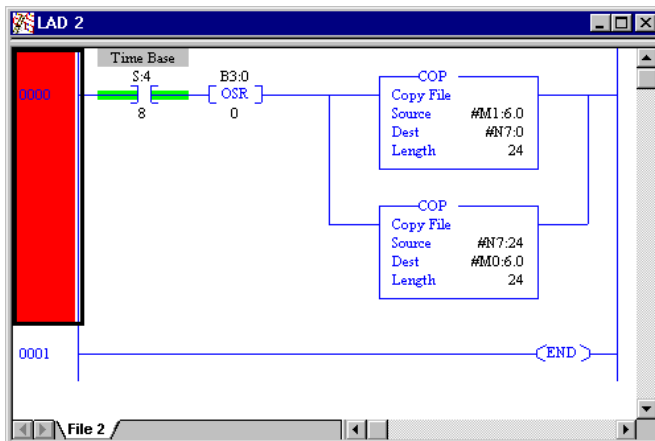 LAD 2
Time Base
S:4
B3:0
0000
OSR
8
0
COP
Copy File
Source #M1:6.0
Dest #N7:0
Length 24
COP
Copy File
Source #N7:24
Dest #M0:6.0
Length 24
0001
END
File 2